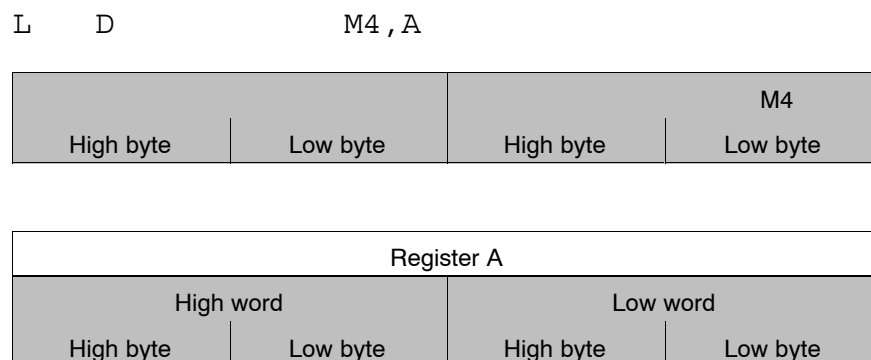 L D M4,A
M4
High byte Low byte High byte Low byte
Register A
High word Low word
High byte Low byte High byte Low byte